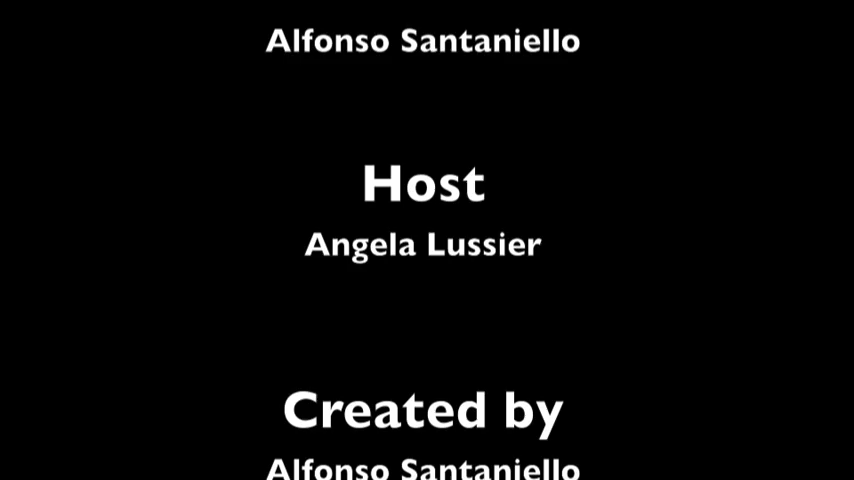 Alfonso Santaniello
Host
Angela Lussier
Created by
Alfonso Santaniello